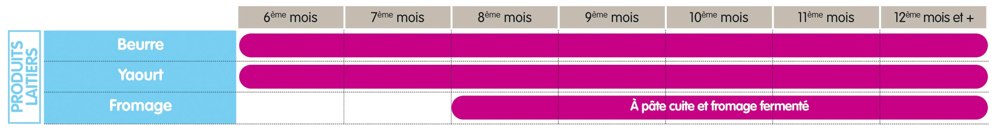 6ème mois
7ème mois
8ème mois
9ème mois
10ème mois
11ème mois
12ème mois et +
PRODUITS
LAITIERS
Beurre
Yaourt
Fromage
À pâte cuite et fromage fermenté